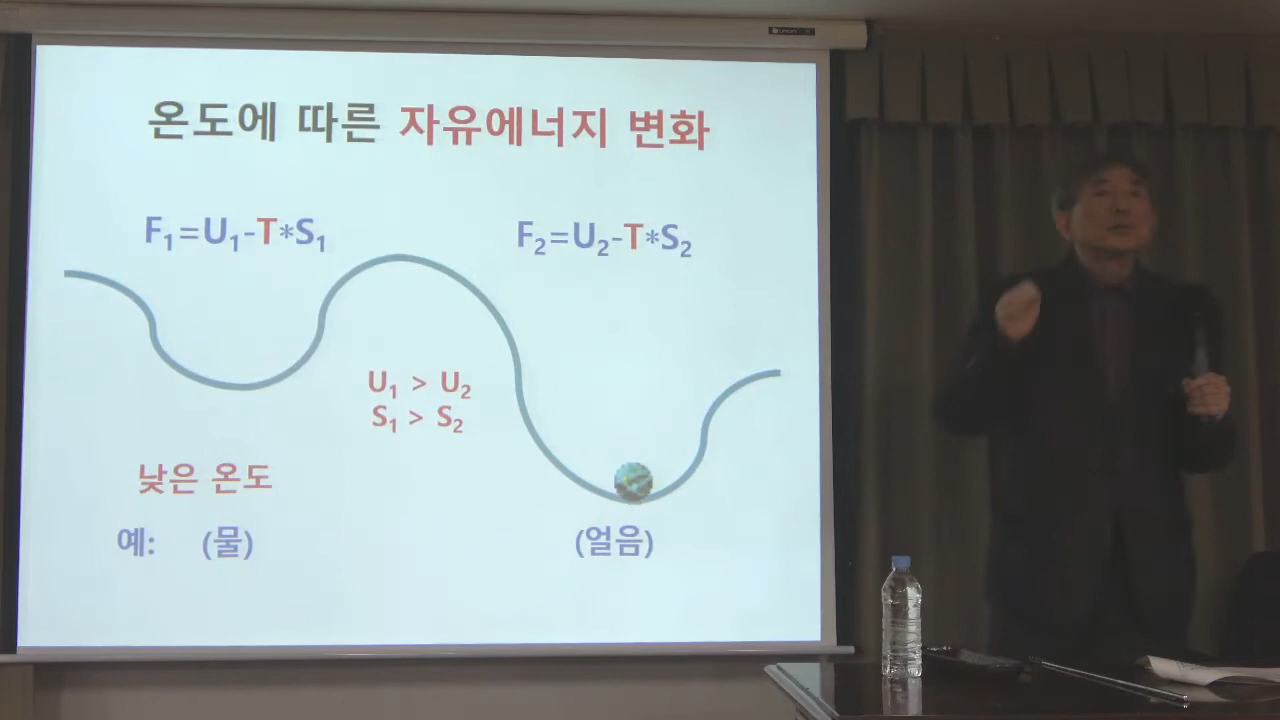 온도에 따른 자유에너지 변화
F₁=U₁-T*S₁
F₂=U₂-T*S₂
U₁ > U₂
S₁ > S₂
낮은 온도
예: (물)
(얼음)